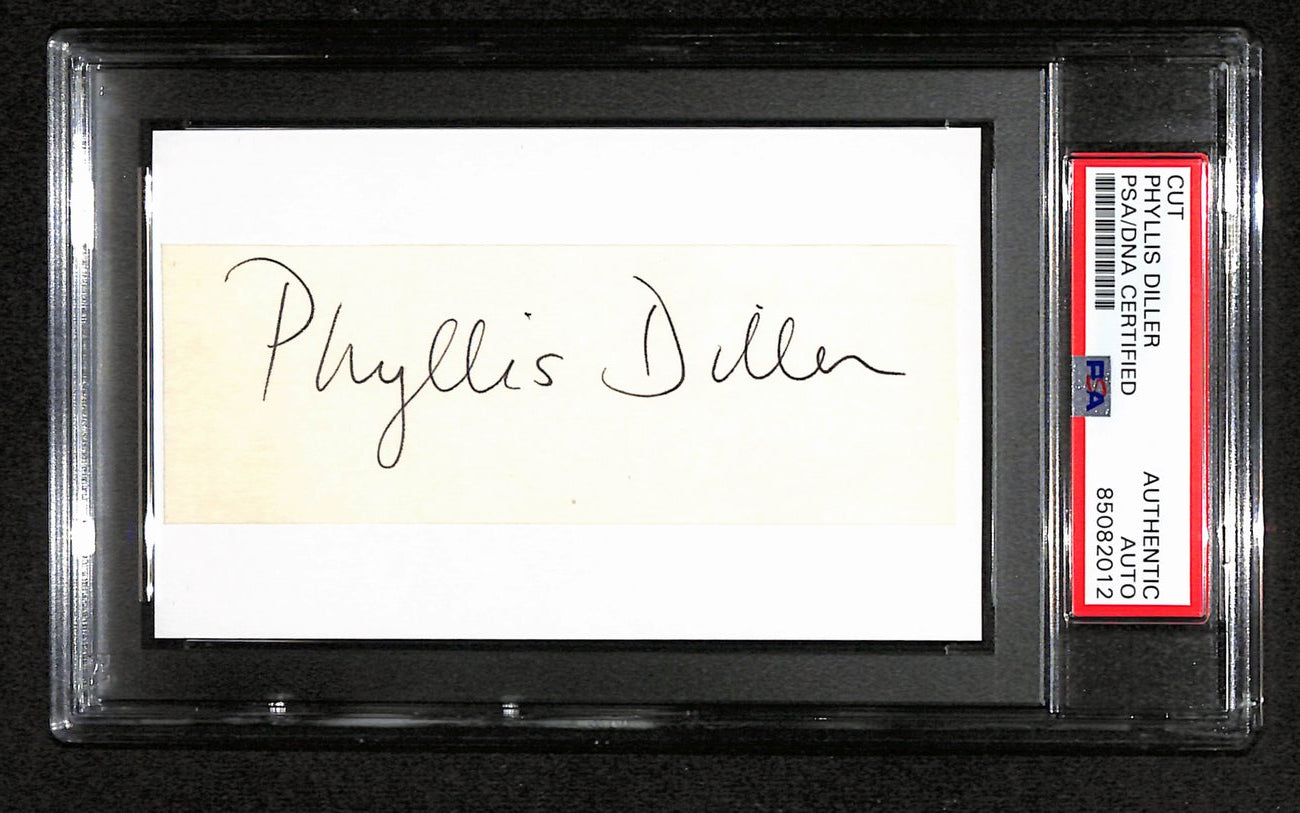 Phyllis Diller
CUT
PHYLLIS DILLER
PSA/DNA CERTIFIED
PSA
AUTHENTIC
AUTO
85082012